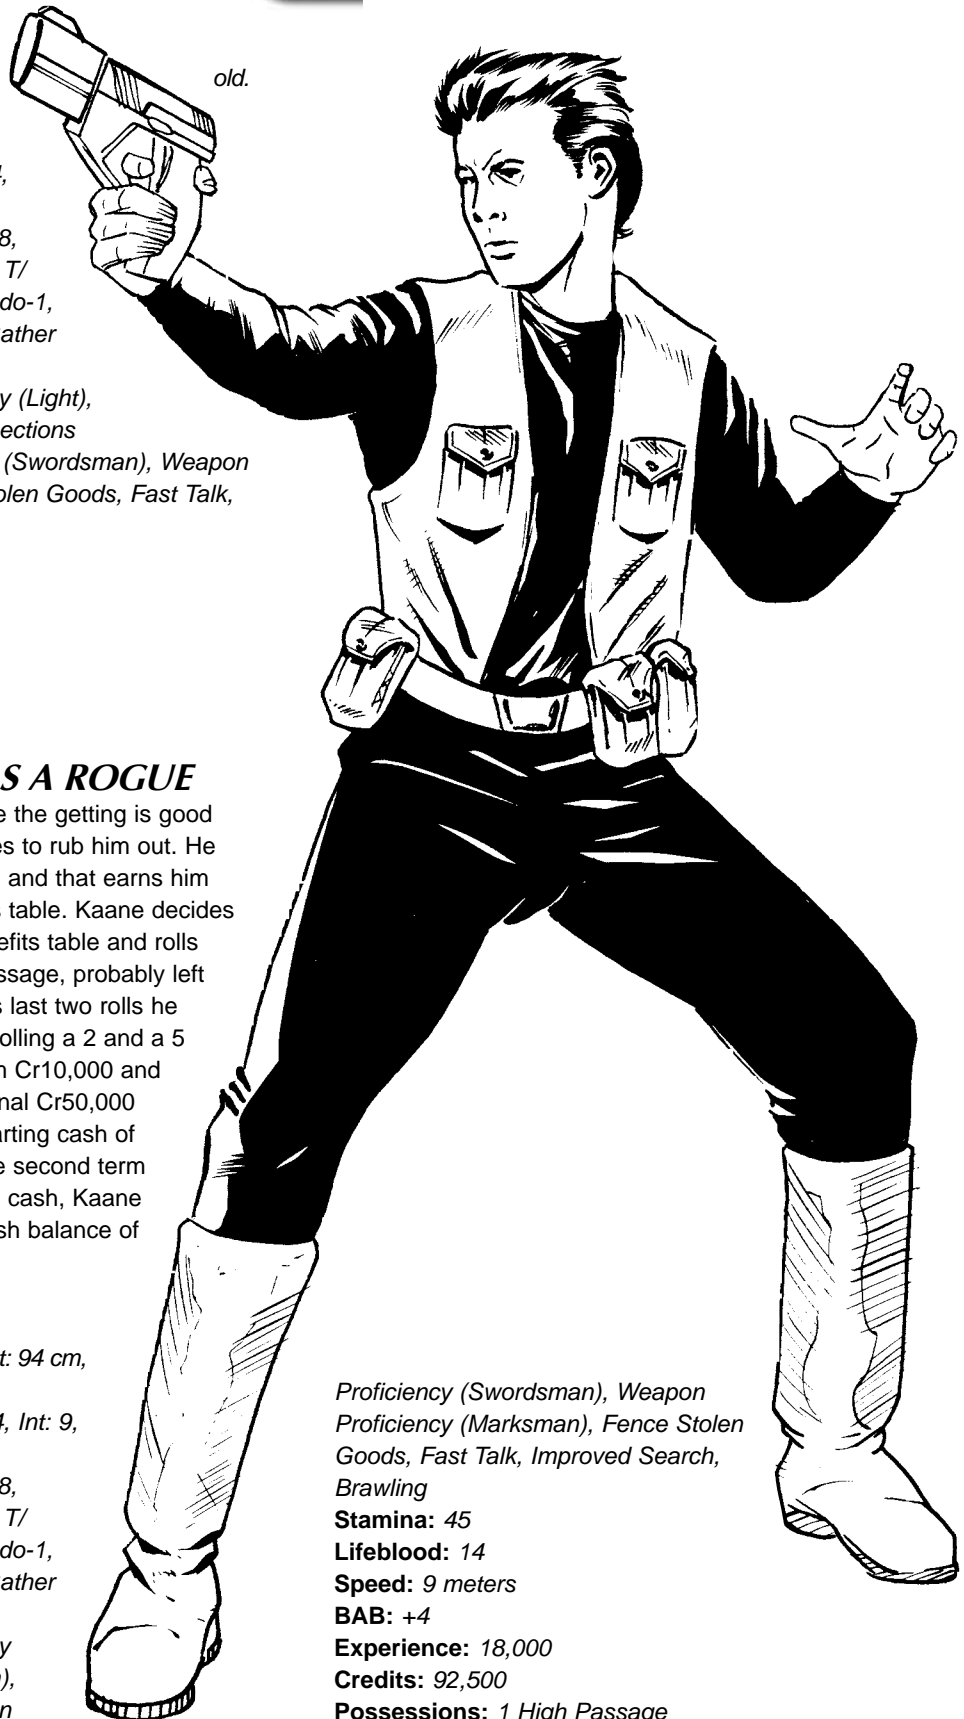 old.
4,
8,
T/
do-1,
Gather
y (Light),
ections
(Swordsman), Weapon
olen Goods, Fast Talk,
S A ROGUE
e the getting is good
es to rub him out. He
and that earns him
s table. Kaane decides
efits table and rolls
assage, probably left
s last two rolls he
olling a 2 and a 5
n Cr10,000 and
nal Cr50,000
arting cash of
e second term
cash, Kaane
sh balance of
t: 94 cm,
4, Int: 9,
8,
T/
do-1,
Gather
y
),
n
Proficiency (Swordsman), Weapon
Proficiency (Marksman), Fence Stolen
Goods, Fast Talk, Improved Search,
Brawling
Stamina: 45
Lifeblood: 14
Speed: 9 meters
BAB: +4
Experience: 18,000
Credits: 92,500
Possessions: 1 High Passage